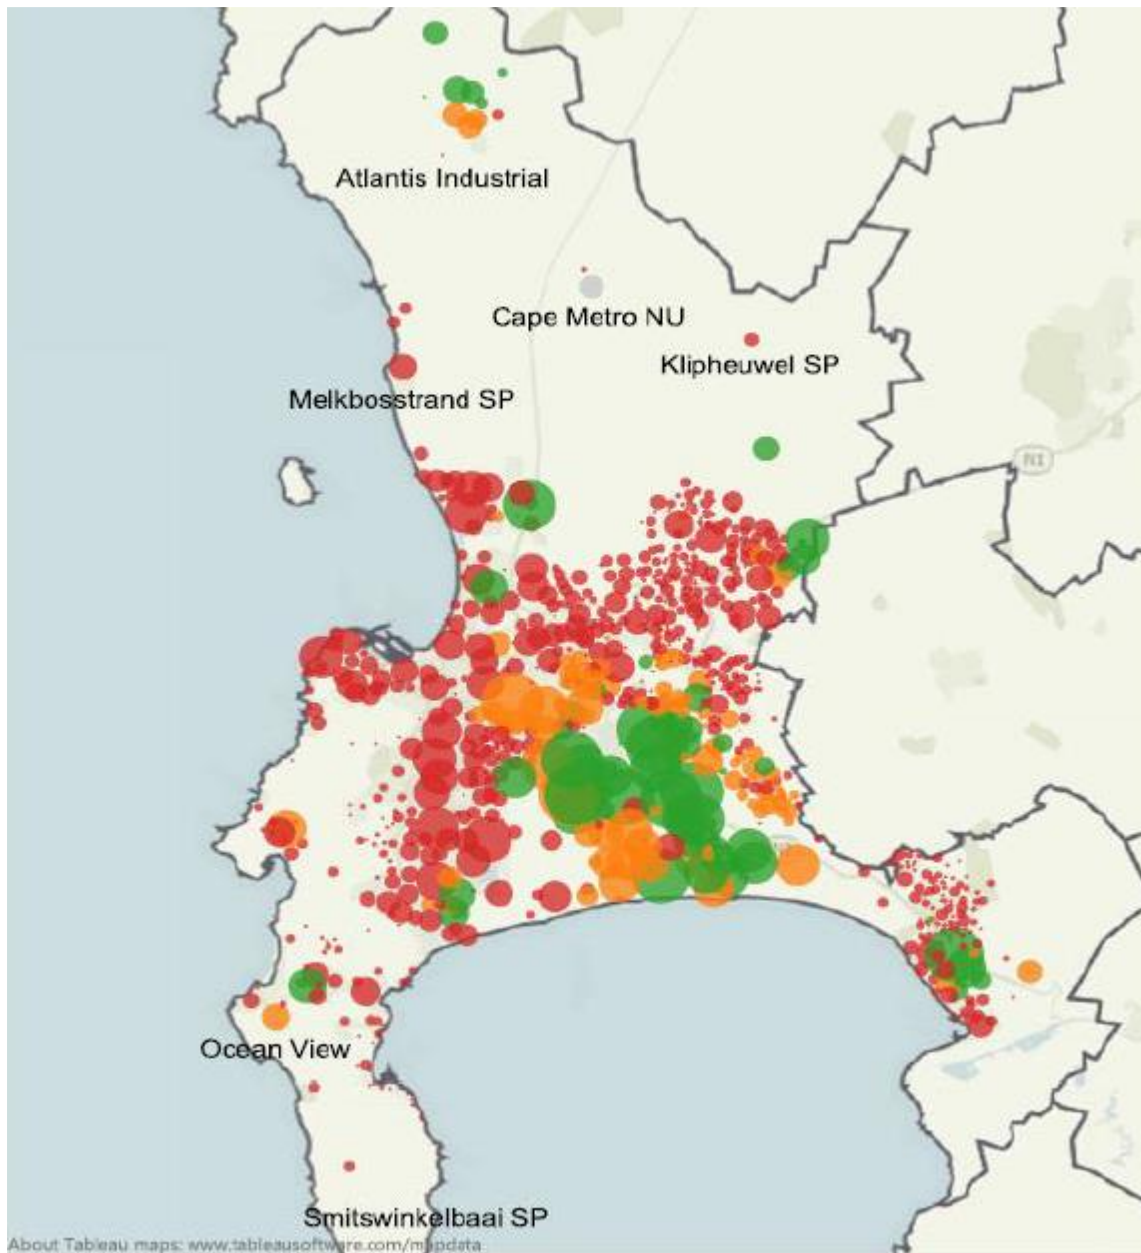 Atlantis Industrial
Cape Metro NU
Klipheuwel SP
Melkbosstrand SP
N1
Ocean View
Smitswinkelbaai SP
About Tableau maps: www.tableausoftware.com/mapdata